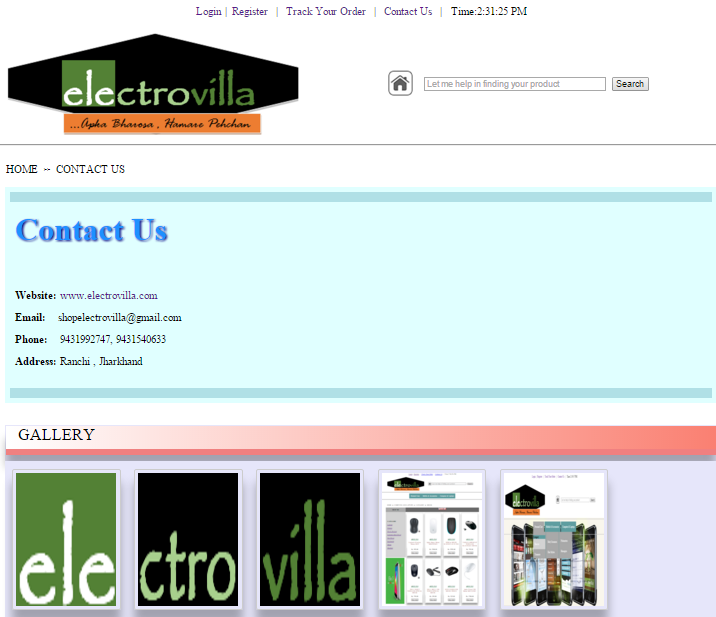 Login | Register | Track Your Order | Contact Us | Time:2:31:25 PM
electrovilla
...Apka Bharosa , Hamare Pehchan
Let me help in finding your product Search
HOME ↔ CONTACT US
Contact Us
Website: www.electrovilla.com
Email: shopelectrovilla@gmail.com
Phone: 9431992747, 9431540633
Address: Ranchi , Jharkhand
GALLERY
ele ctro villa